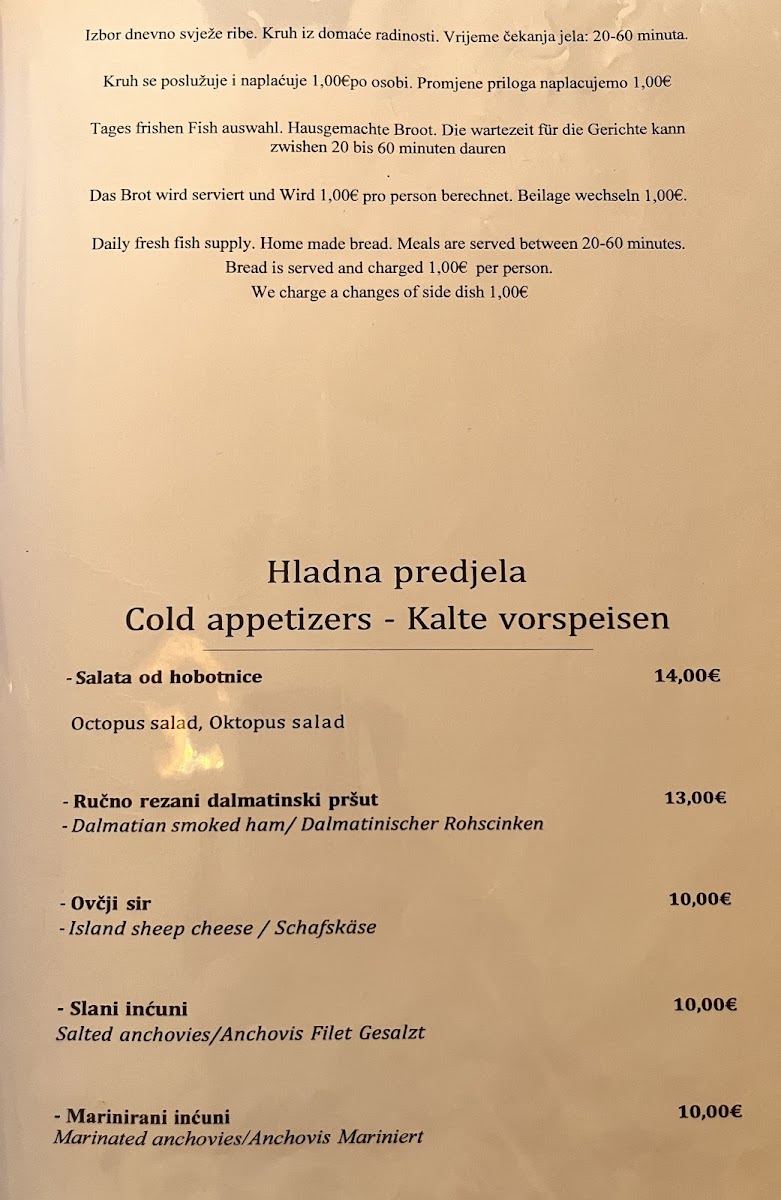 Izbor dnevno svježe ribe. Kruh iz domaće radinosti. Vrijeme čekanja jela: 20-60 minuta.
Kruh se poslužuje i naplaćuje 1,00€po osobi. Promjene priloga naplacujemo 1,00€
Tages frishen Fish auswahl. Hausgemachte Broot. Die wartezeit für die Gerichte kann
zwishen 20 bis 60 minuten dauren
.
Das Brot wird serviert und Wird 1,00€ pro person berechnet. Beilage wechseln 1,00€.
Daily fresh fish supply. Home made bread. Meals are served between 20-60 minutes.
Bread is served and charged 1,00€ per person.
We charge a changes of side dish 1,00€
Hladna predjela
Cold appetizers - Kalte vorspeisen
- Salata od hobotnice 14,00€
Octopus salad, Oktopus salad
- Ručno rezani dalmatinski pršut 13,00€
- Dalmatian smoked ham/ Dalmatinischer Rohscinken
- Ovčji sir 10,00€
- Island sheep cheese / Schafskäse
- Slani inćuni 10,00€
Salted anchovies/Anchovis Filet Gesalzt
- Marinirani inćuni 10,00€
Marinated anchovies/Anchovis Mariniert